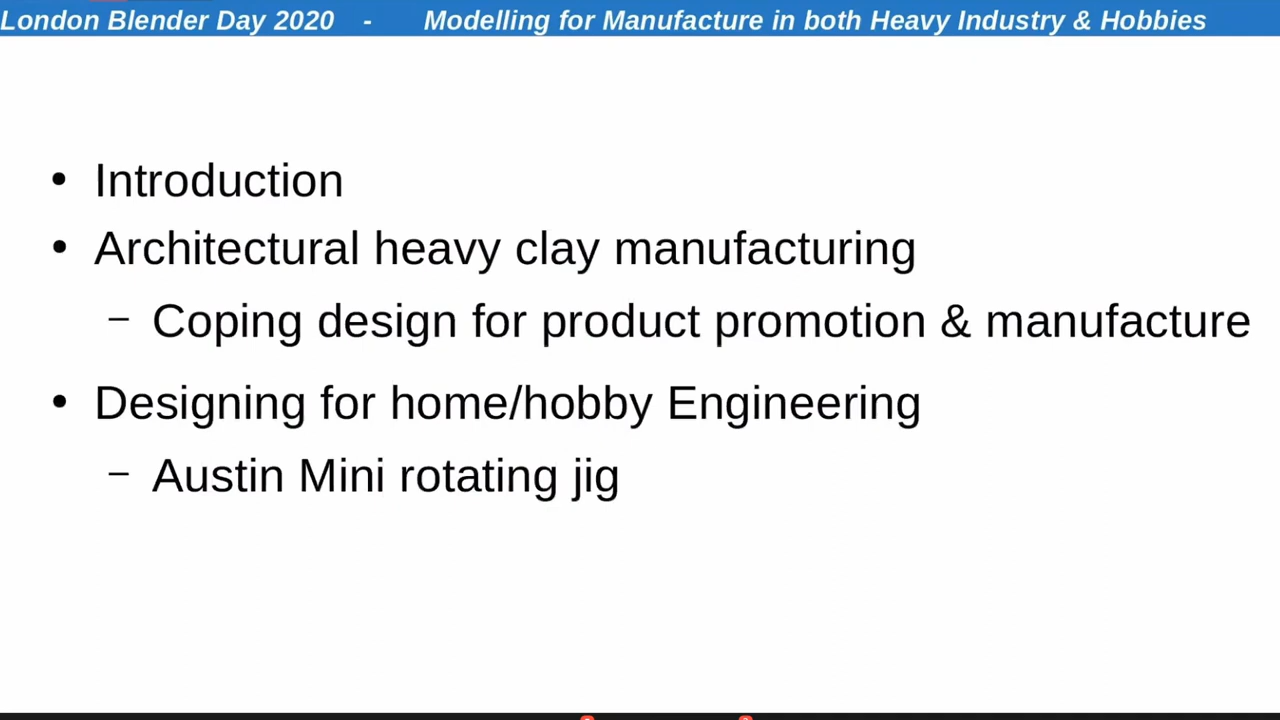 London Blender Day 2020 - Modelling for Manufacture in both Heavy Industry & Hobbies
• Introduction
• Architectural heavy clay manufacturing
– Coping design for product promotion & manufacture
• Designing for home/hobby Engineering
– Austin Mini rotating jig